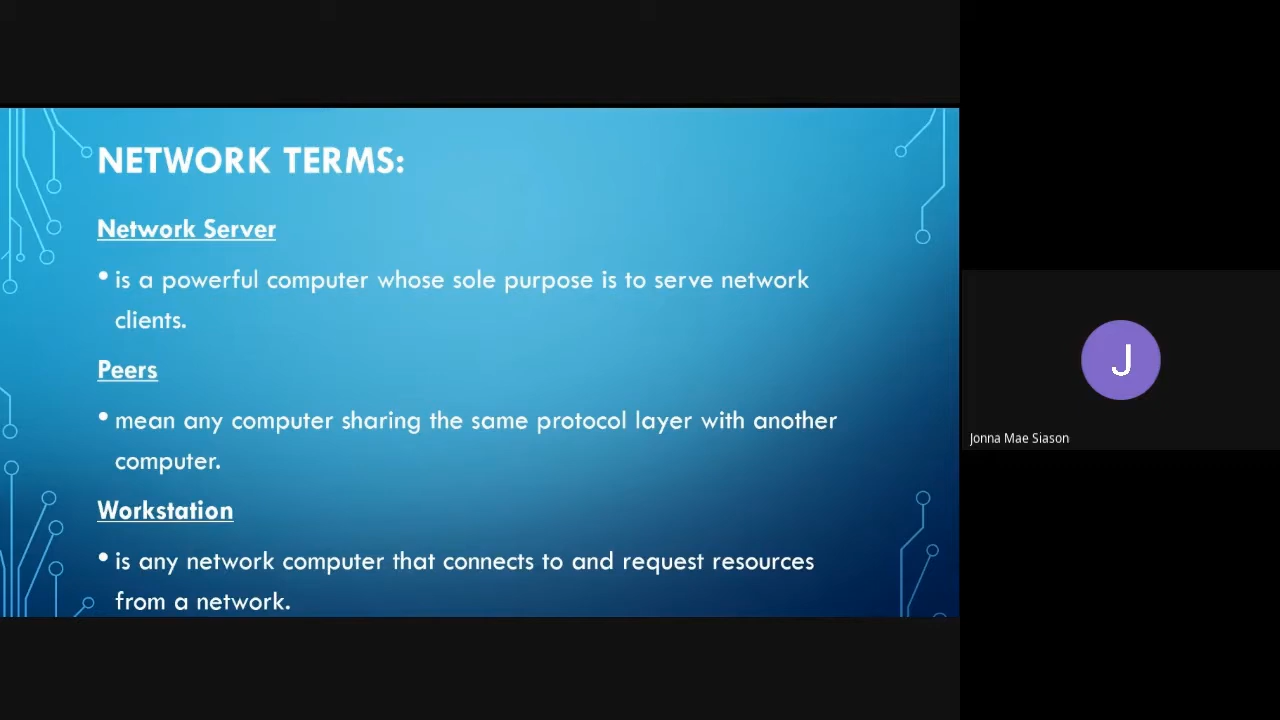 NETWORK TERMS:
Network Server
• is a powerful computer whose sole purpose is to serve network
clients.
Peers
• mean any computer sharing the same protocol layer with another
computer.
Workstation
• is any network computer that connects to and request resources
from a network.
J
Jonna Mae Siason